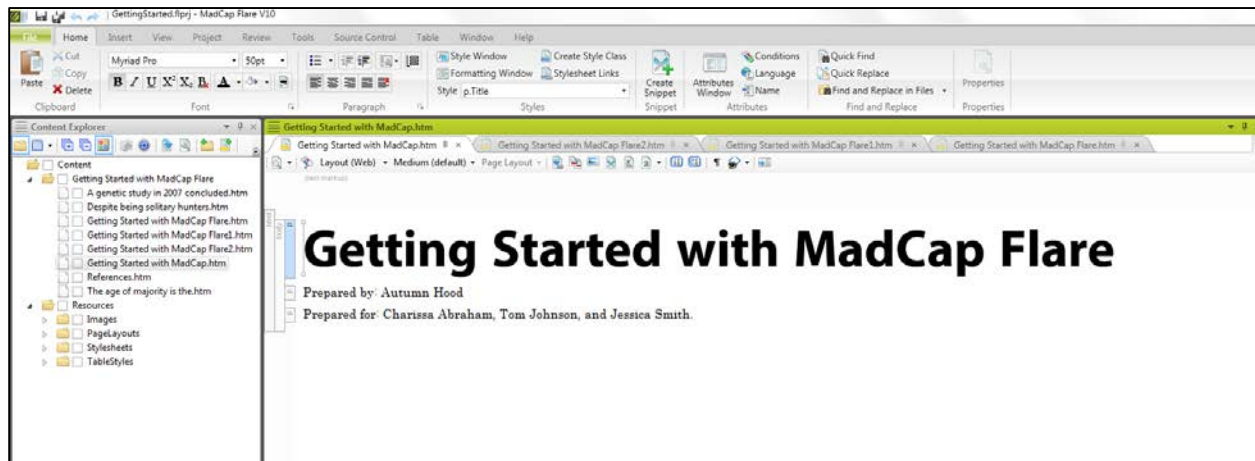 GettingStarted.flprj - MadCap Flare V10
File Home Insert View Project Review Tools Source Control Table Window Help
Paste
Cut
Copy
Delete
Clipboard
Myriad Pro 50pt
B I U X² X₂ B A
Font
Paragraph
Style Window Create Style Class
Formatting Window Stylesheet Links
Style p.Title
Styles
Create Snippet
Snippet
Attributes Window
Conditions
Language
Name
Attributes
Quick Find
Quick Replace
Find and Replace in Files
Find and Replace
Properties
Properties
Content Explorer
Content
Getting Started with MadCap Flare
A genetic study in 2007 concluded.htm
Despite being solitary hunters.htm
Getting Started with MadCap Flare.htm
Getting Started with MadCap Flare1.htm
Getting Started with MadCap Flare2.htm
Getting Started with MadCap.htm
References.htm
The age of majority is the.htm
Resources
Images
PageLayouts
Stylesheets
TableStyles
Getting Started with MadCap.htm
Getting Started with MadCap.htm Getting Started with MadCap Flare2.htm Getting Started with MadCap Flare1.htm Getting Started with MadCap Flare.htm
Layout (Web) Medium (default) Page Layout
html
body
Getting Started with MadCap Flare
Prepared by: Autumn Hood
Prepared for: Charissa Abraham, Tom Johnson, and Jessica Smith.